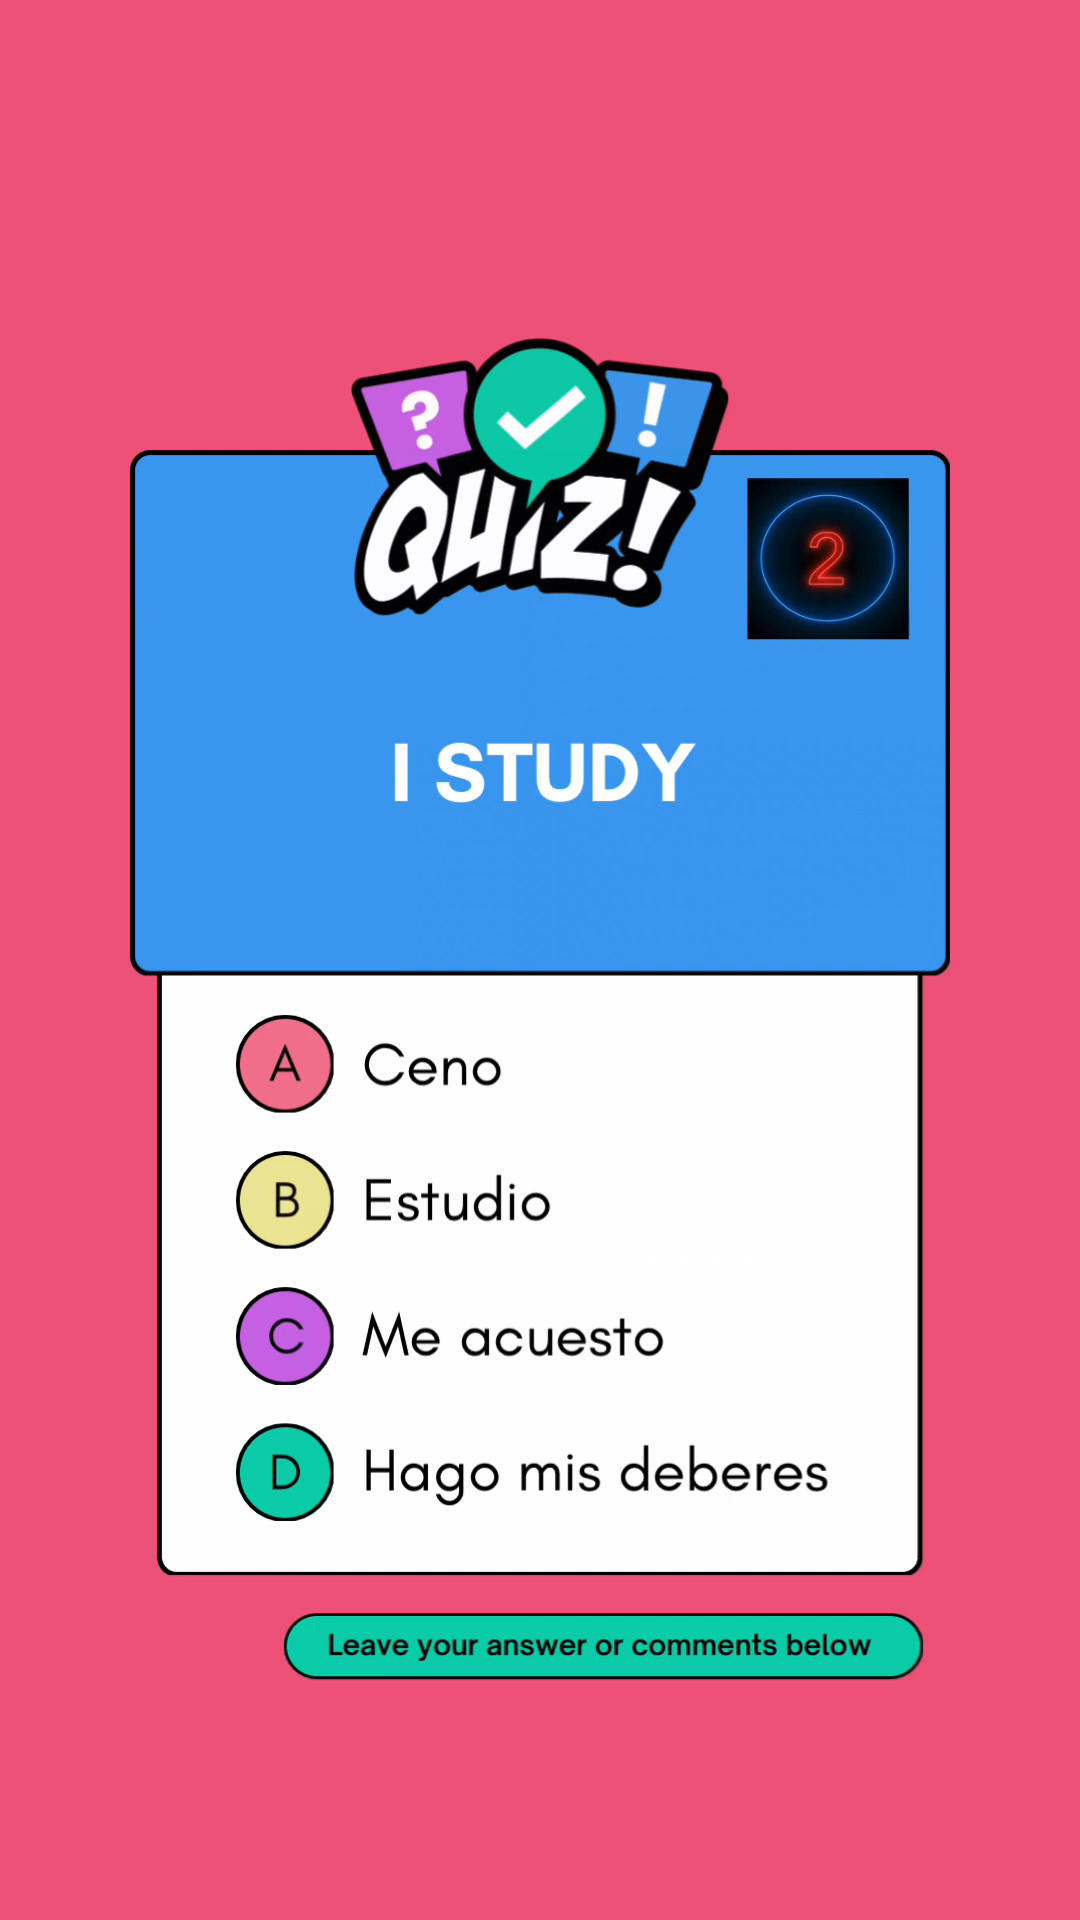 ?
!
QUIZ!
2
I STUDY
A Ceno
B Estudio
C Me acuesto
D Hago mis deberes
Leave your answer or comments below